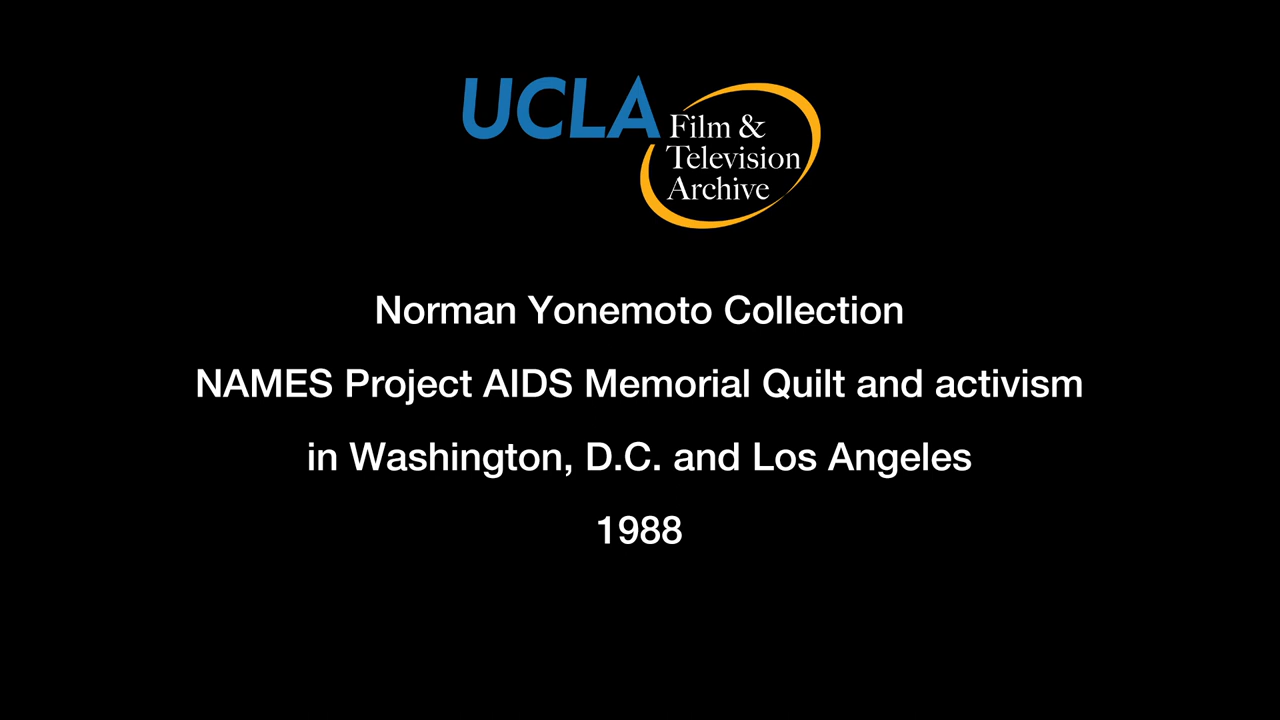 UCLA
Film &
Television
Archive
Norman Yonemoto Collection
NAMES Project AIDS Memorial Quilt and activism
in Washington, D.C. and Los Angeles
1988